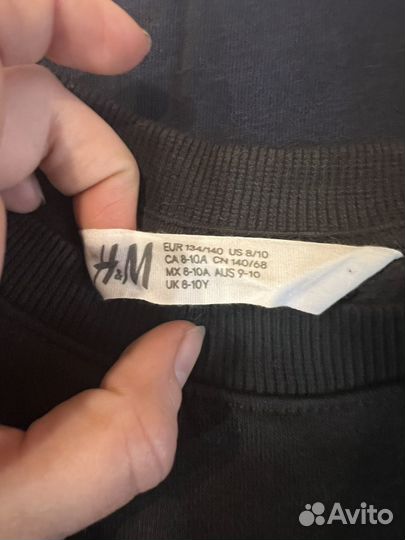 H&M
EUR 134/140 US 8/10
CA 8-10A CN 140/68
MX 8-10A AUS 9-10
UK 8-10Y
Avito